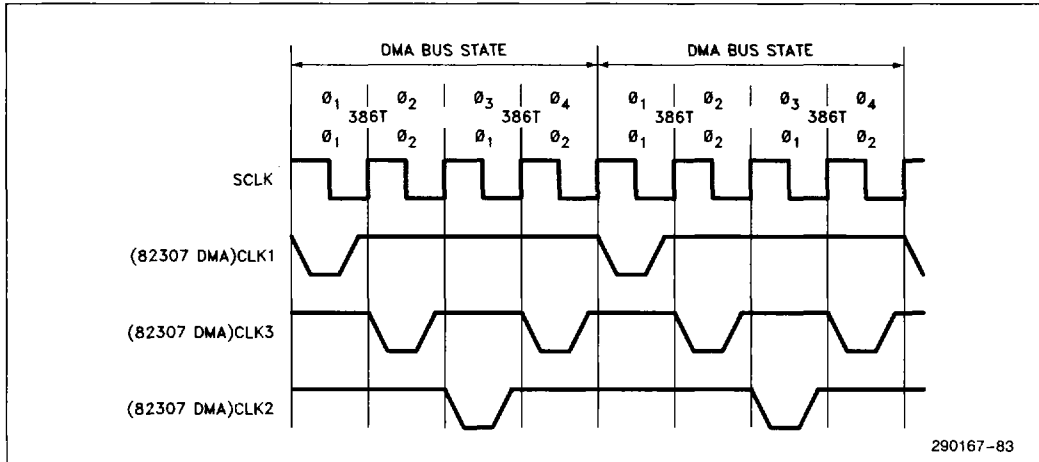 DMA BUS STATE DMA BUS STATE
Ø1 Ø2 Ø3 Ø4 Ø1 Ø2 Ø3 Ø4
386T 386T 386T 386T
Ø1 Ø2 Ø1 Ø2 Ø1 Ø2 Ø1 Ø2
SCLK
(82307 DMA)CLK1
(82307 DMA)CLK3
(82307 DMA)CLK2
290167-83